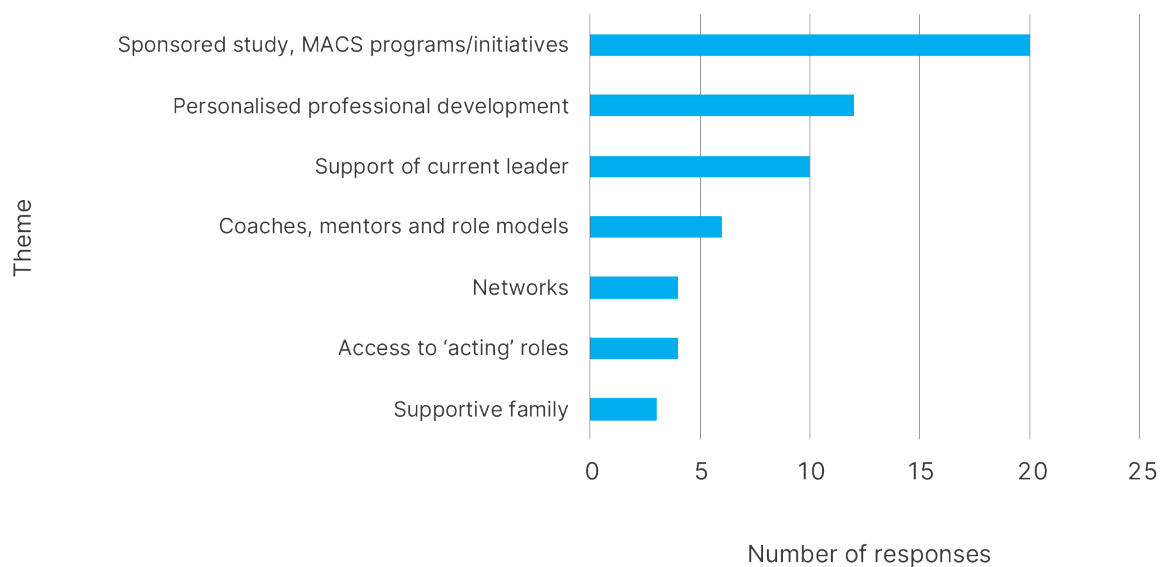 Sponsored study, MACS programs/initiatives
Personalised professional development
Support of current leader
Coaches, mentors and role models
Networks
Access to ‘acting’ roles
Supportive family
Theme
0 5 10 15 20 25
Number of responses